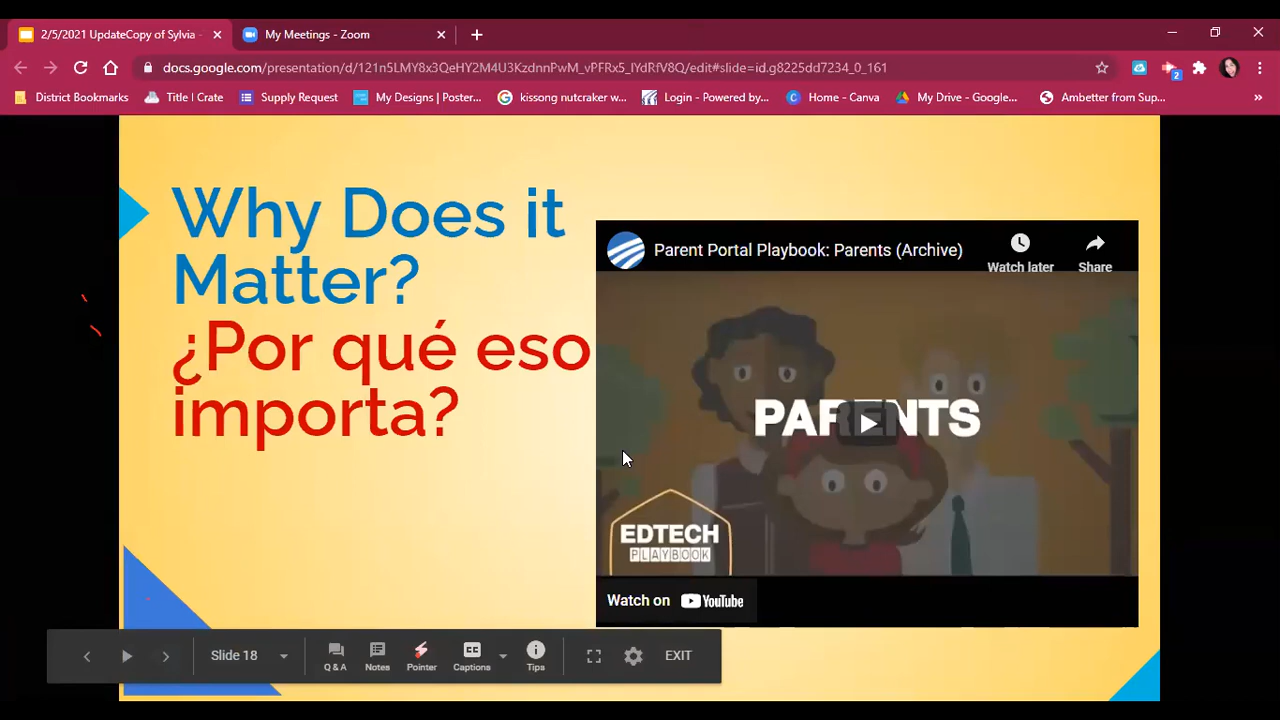 2/5/2021 UpdateCopy of Sylvia -
My Meetings - Zoom
docs.google.com/presentation/d/121n5LMY8x3QeHY2M4U3KzdnnPwM_vPFRx5_lYdRfV8Q/edit#slide=id.g8225dd7234_0_161
2
District Bookmarks
Title I Crate
Supply Request
My Designs | Poster...
kissong nutcraker w...
Login - Powered by...
Home - Canva
My Drive - Google...
Ambetter from Sup...
»
Why Does it
Matter?
¿Por qué eso
importa?
Parent Portal Playbook: Parents (Archive)
Watch later
Share
PARENTS
EDTECH
PLAYBOOK
Watch on YouTube
Slide 18
Q & A
Notes
Pointer
CC
Captions
Tips
EXIT